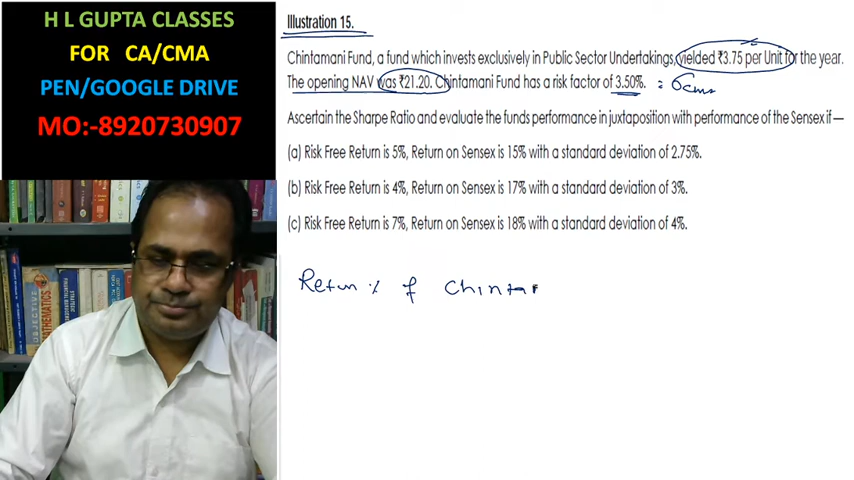 H L GUPTA CLASSES
FOR CA/CMA
PEN/GOOGLE DRIVE
MO:-8920730907
Illustration 15.
Chintamani Fund, a fund which invests exclusively in Public Sector Undertakings, yielded ₹3.75 per Unit for the year.
The opening NAV was ₹21.20. Chintamani Fund has a risk factor of 3.50%. = σcms
Ascertain the Sharpe Ratio and evaluate the funds performance in juxtaposition with performance of the Sensex if —
(a) Risk Free Return is 5%, Return on Sensex is 15% with a standard deviation of 2.75%.
(b) Risk Free Return is 4%, Return on Sensex is 17% with a standard deviation of 3%.
(c) Risk Free Return is 7%, Return on Sensex is 18% with a standard deviation of 4%.
Return % of Chinta
OBJECTIVE
MATHEMATICS